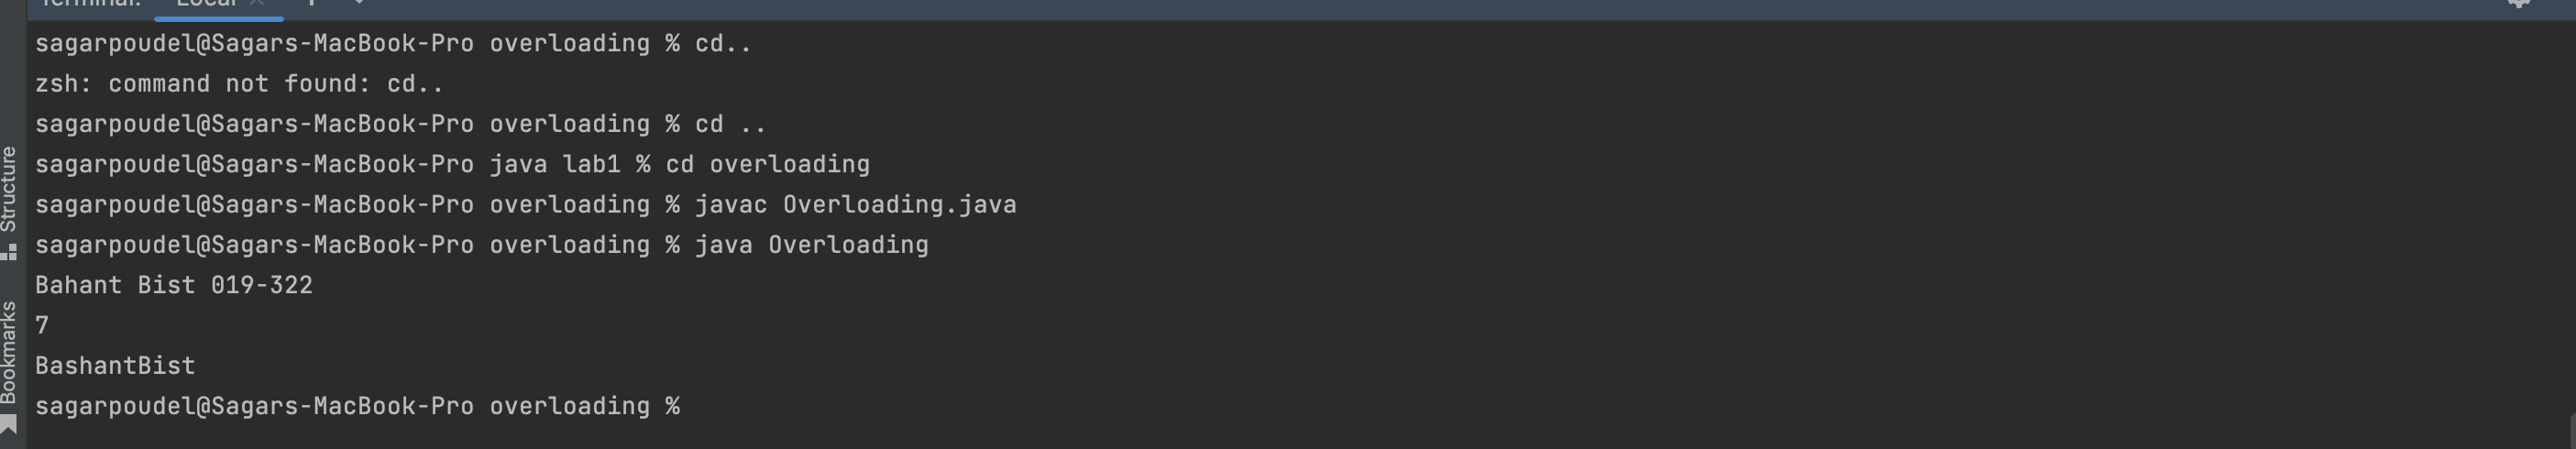 Terminal: Local
sagarpoudel@Sagars-MacBook-Pro overloading % cd..
zsh: command not found: cd..
sagarpoudel@Sagars-MacBook-Pro overloading % cd ..
sagarpoudel@Sagars-MacBook-Pro java lab1 % cd overloading
sagarpoudel@Sagars-MacBook-Pro overloading % javac Overloading.java
sagarpoudel@Sagars-MacBook-Pro overloading % java Overloading
Bahant Bist 019-322
7
BashantBist
sagarpoudel@Sagars-MacBook-Pro overloading %
Structure
Bookmarks